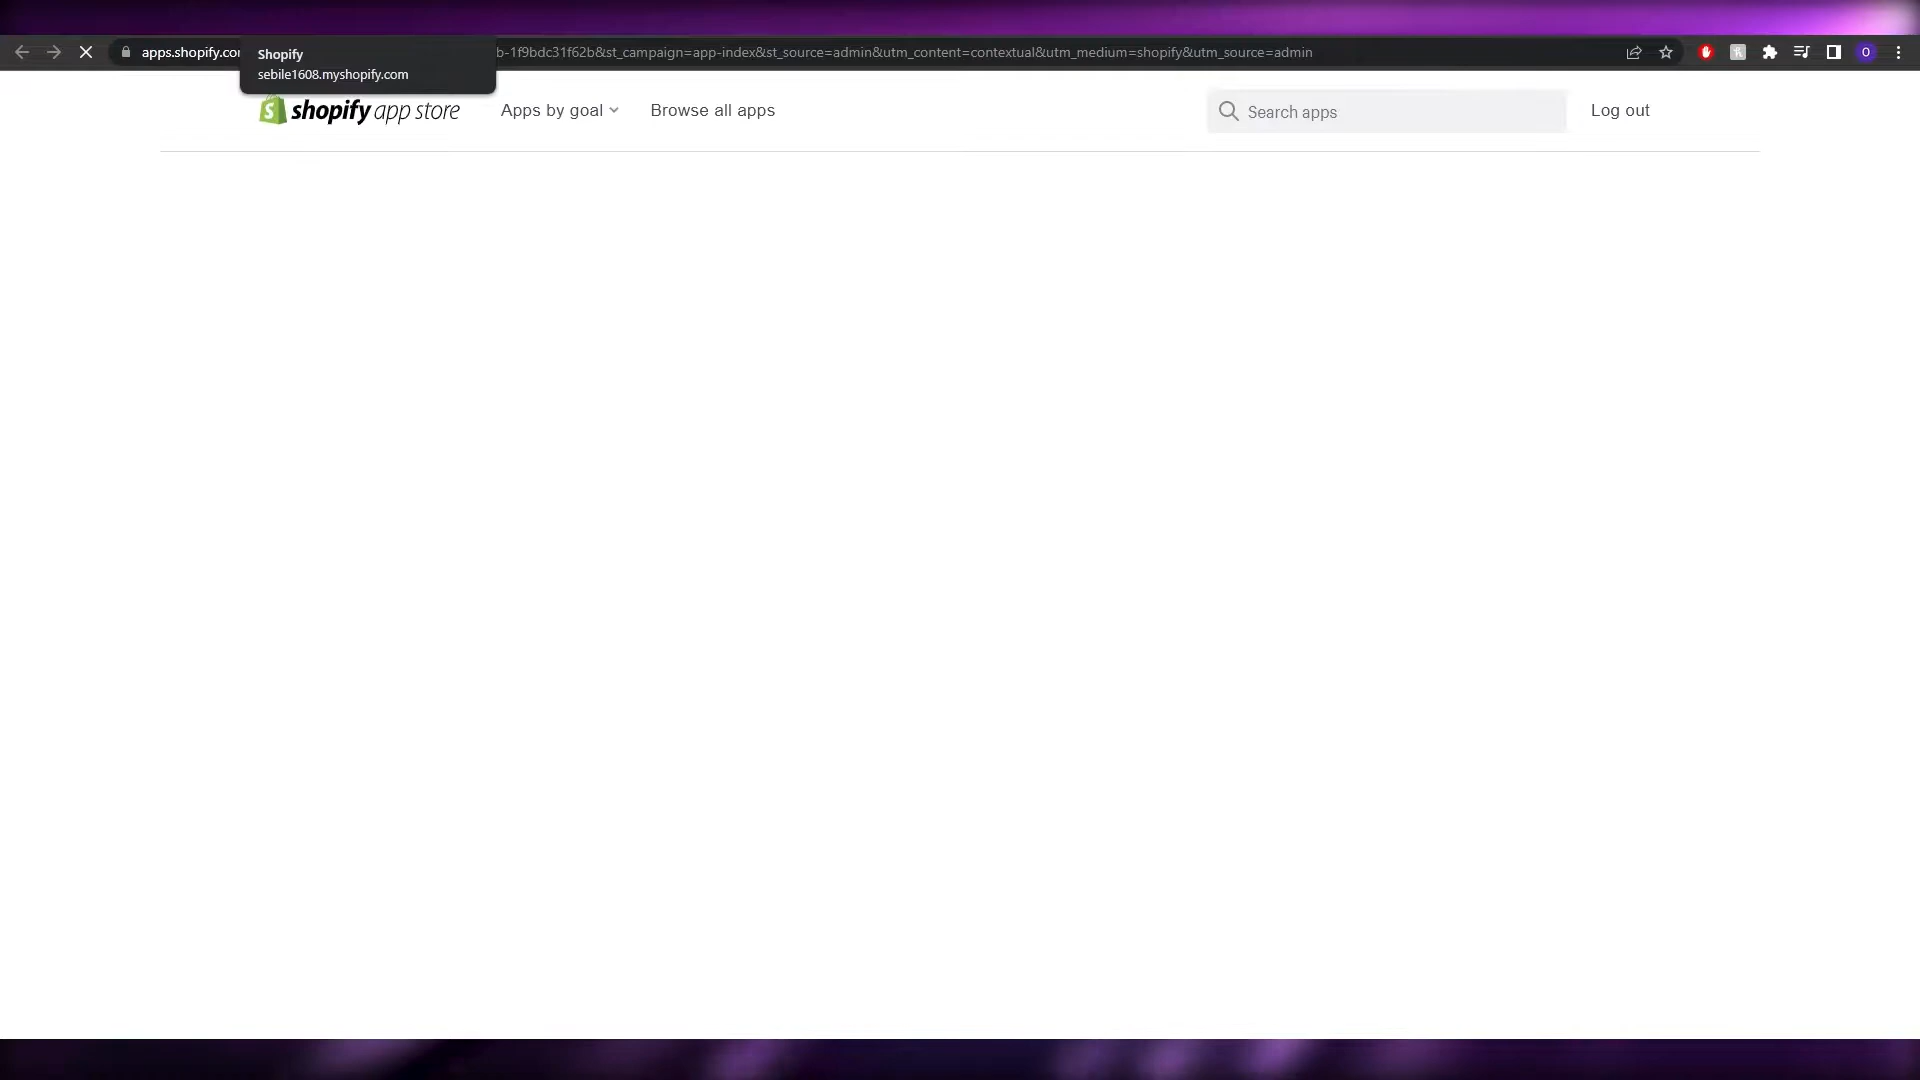 apps.shopify.co
b-1f9bdc31f62b&st_campaign=app-index&st_source=admin&utm_content=contextual&utm_medium=shopify&utm_source=admin
Shopify
sebile1608.myshopify.com
shopify app store
Apps by goal
Browse all apps
Search apps
Log out
O